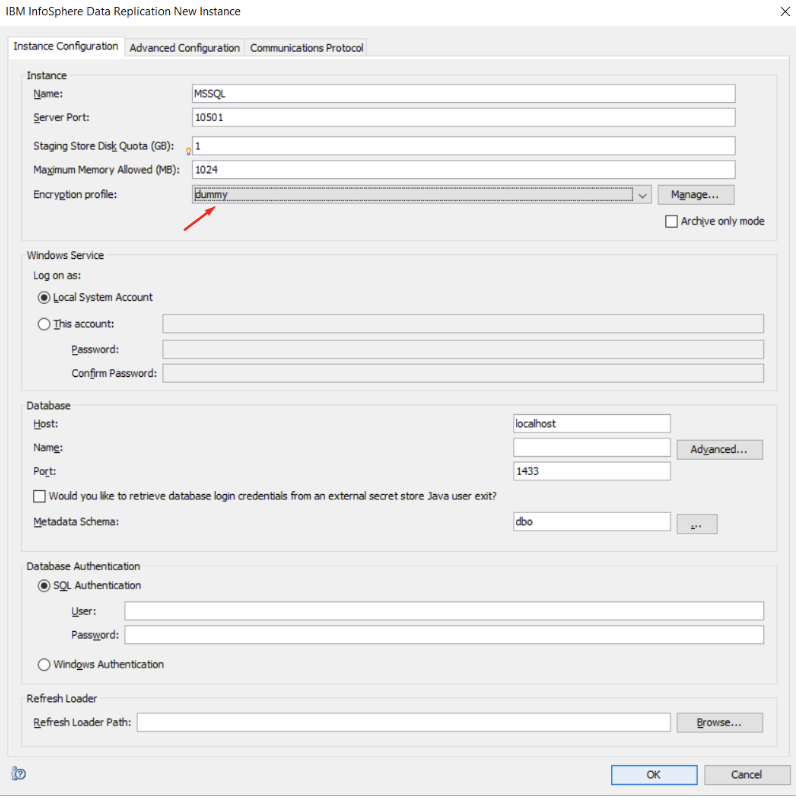 IBM InfoSphere Data Replication New Instance
Instance Configuration Advanced Configuration Communications Protocol
Instance
Name: MSSQL
Server Port: 10501
Staging Store Disk Quota (GB): 1
Maximum Memory Allowed (MB): 1024
Encryption profile: dummy Manage...
Archive only mode
Windows Service
Log on as:
Local System Account
This account:
Password:
Confirm Password:
Database
Host: localhost
Name: Advanced...
Port: 1433
Would you like to retrieve database login credentials from an external secret store Java user exit?
Metadata Schema: dbo ...
Database Authentication
SQL Authentication
User:
Password:
Windows Authentication
Refresh Loader
Refresh Loader Path: Browse...
OK Cancel